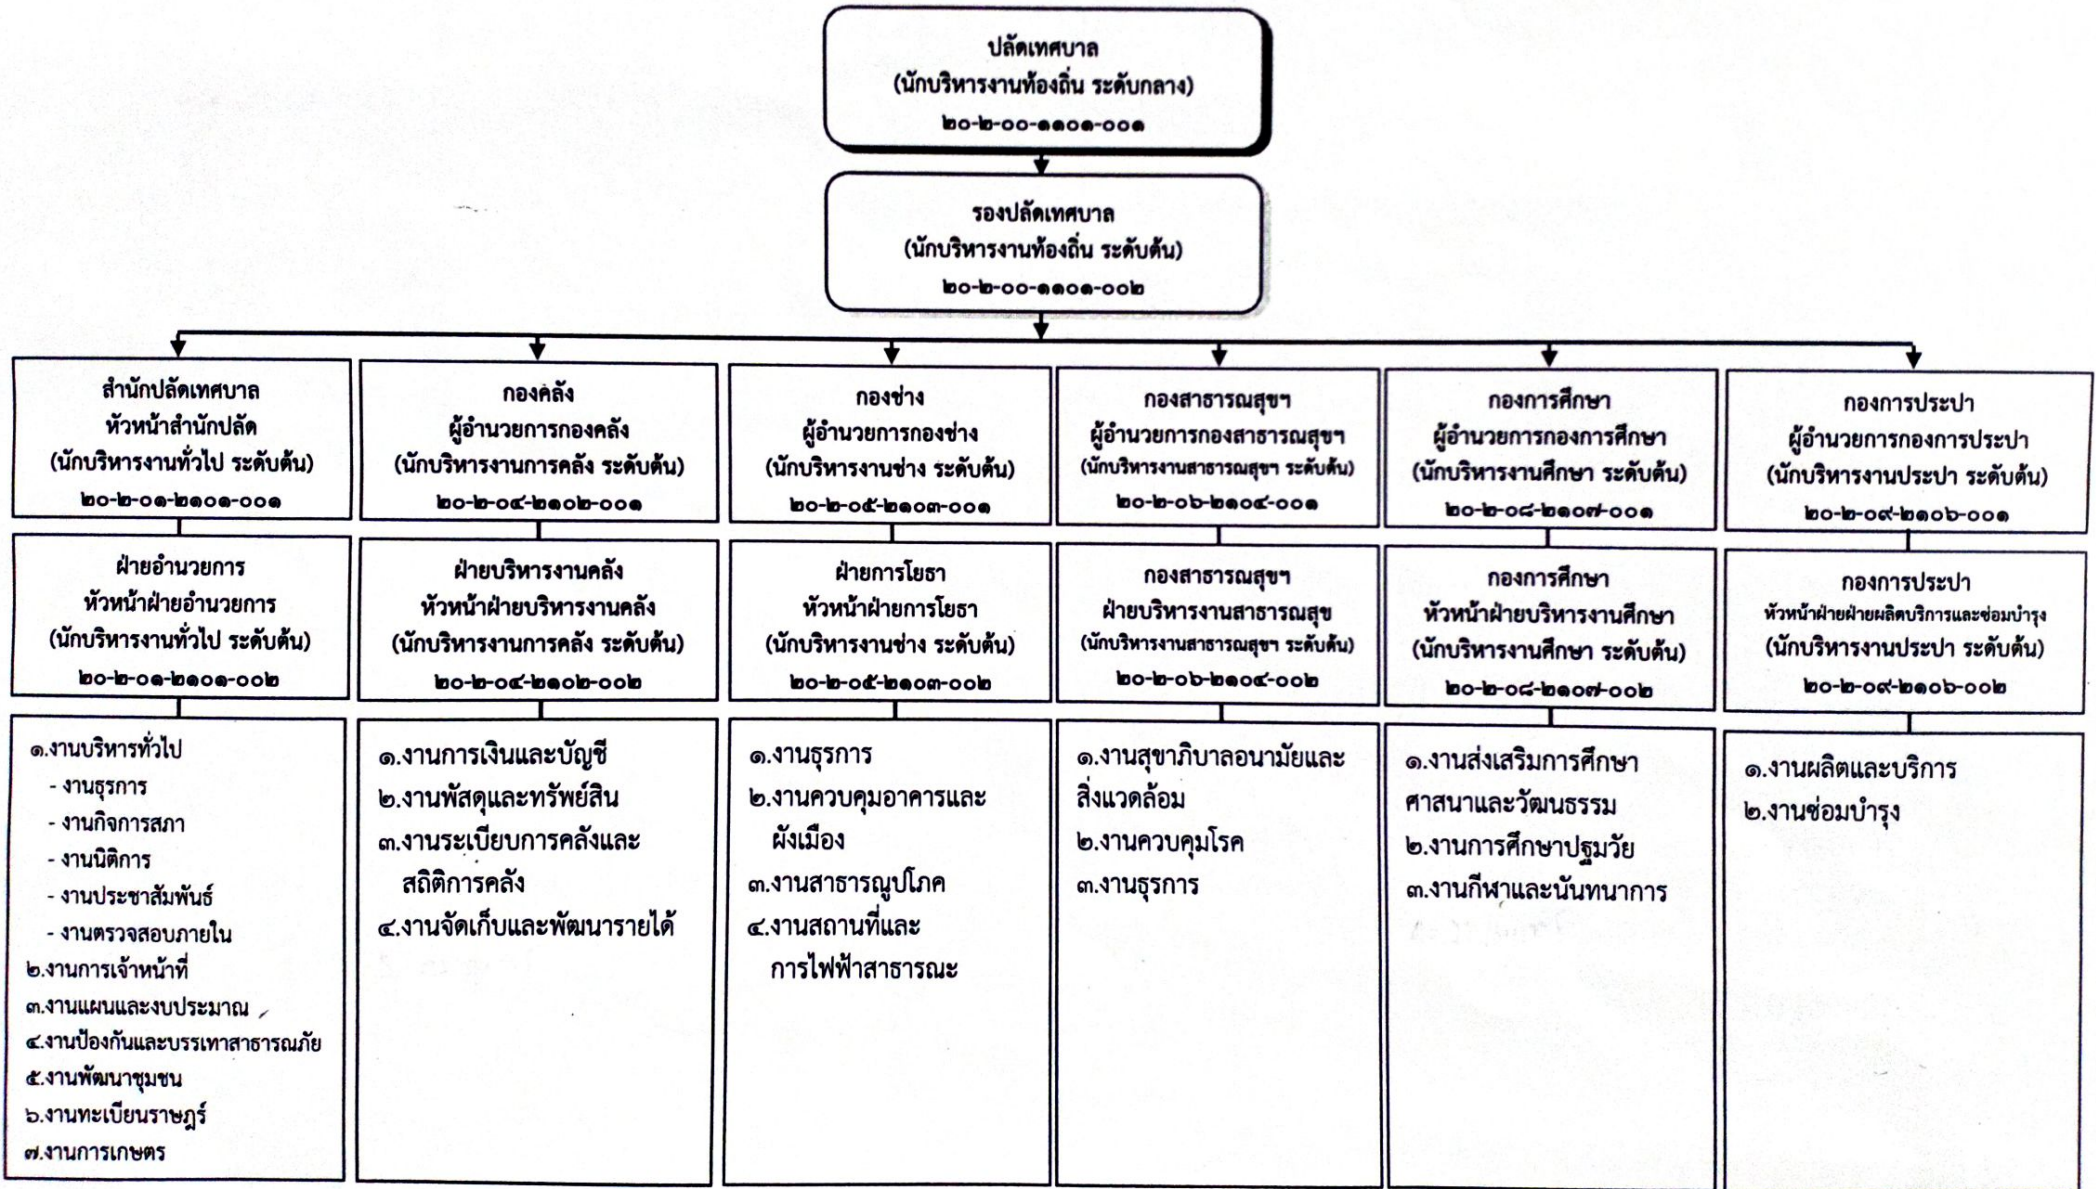 ปลัดเทศบาล
(นักบริหารงานท้องถิ่น ระดับกลาง)
๒๐-๒-๐๐-๑๑๐๑-๐๐๑
รองปลัดเทศบาล
(นักบริหารงานท้องถิ่น ระดับต้น)
๒๐-๒-๐๐-๑๑๐๑-๐๐๒
สำนักปลัดเทศบาล
หัวหน้าสำนักปลัด
(นักบริหารงานทั่วไป ระดับต้น)
๒๐-๒-๐๑-๒๑๐๑-๐๐๑
กองคลัง
ผู้อำนวยการกองคลัง
(นักบริหารงานการคลัง ระดับต้น)
๒๐-๒-๐๔-๒๑๐๒-๐๐๑
กองช่าง
ผู้อำนวยการกองช่าง
(นักบริหารงานช่าง ระดับต้น)
๒๐-๒-๐๕-๒๑๐๓-๐๐๑
กองสาธารณสุขฯ
ผู้อำนวยการกองสาธารณสุขฯ
(นักบริหารงานสาธารณสุขฯ ระดับต้น)
๒๐-๒-๐๖-๒๑๐๔-๐๐๑
กองการศึกษา
ผู้อำนวยการกองการศึกษา
(นักบริหารงานศึกษา ระดับต้น)
๒๐-๒-๐๘-๒๑๐๗-๐๐๑
กองการประปา
ผู้อำนวยการกองการประปา
(นักบริหารงานประปา ระดับต้น)
๒๐-๒-๐๙-๒๑๐๖-๐๐๑
ฝ่ายอำนวยการ
หัวหน้าฝ่ายอำนวยการ
(นักบริหารงานทั่วไป ระดับต้น)
๒๐-๒-๐๑-๒๑๐๑-๐๐๒
ฝ่ายบริหารงานคลัง
หัวหน้าฝ่ายบริหารงานคลัง
(นักบริหารงานการคลัง ระดับต้น)
๒๐-๒-๐๔-๒๑๐๒-๐๐๒
ฝ่ายการโยธา
หัวหน้าฝ่ายการโยธา
(นักบริหารงานช่าง ระดับต้น)
๒๐-๒-๐๕-๒๑๐๓-๐๐๒
กองสาธารณสุขฯ
ฝ่ายบริหารงานสาธารณสุข
(นักบริหารงานสาธารณสุขฯ ระดับต้น)
๒๐-๒-๐๖-๒๑๐๔-๐๐๒
กองการศึกษา
หัวหน้าฝ่ายบริหารงานศึกษา
(นักบริหารงานศึกษา ระดับต้น)
๒๐-๒-๐๘-๒๑๐๗-๐๐๒
กองการประปา
หัวหน้าฝ่ายฝ่ายผลิตบริการและซ่อมบำรุง
(นักบริหารงานประปา ระดับต้น)
๒๐-๒-๐๙-๒๑๐๖-๐๐๒
๑.งานบริหารทั่วไป
- งานธุรการ
- งานกิจการสภา
- งานนิติการ
- งานประชาสัมพันธ์
- งานตรวจสอบภายใน
๒.งานการเจ้าหน้าที่
๓.งานแผนและงบประมาณ
๔.งานป้องกันและบรรเทาสาธารณภัย
๕.งานพัฒนาชุมชน
๖.งานทะเบียนราษฎร์
๗.งานการเกษตร
๑.งานการเงินและบัญชี
๒.งานพัสดุและทรัพย์สิน
๓.งานระเบียบการคลังและ
สถิติการคลัง
๔.งานจัดเก็บและพัฒนารายได้
๑.งานธุรการ
๒.งานควบคุมอาคารและ
ผังเมือง
๓.งานสาธารณูปโภค
๔.งานสถานที่และ
การไฟฟ้าสาธารณะ
๑.งานสุขาภิบาลอนามัยและ
สิ่งแวดล้อม
๒.งานควบคุมโรค
๓.งานธุรการ
๑.งานส่งเสริมการศึกษา
ศาสนาและวัฒนธรรม
๒.งานการศึกษาปฐมวัย
๓.งานกีฬาและนันทนาการ
๑.งานผลิตและบริการ
๒.งานซ่อมบำรุง